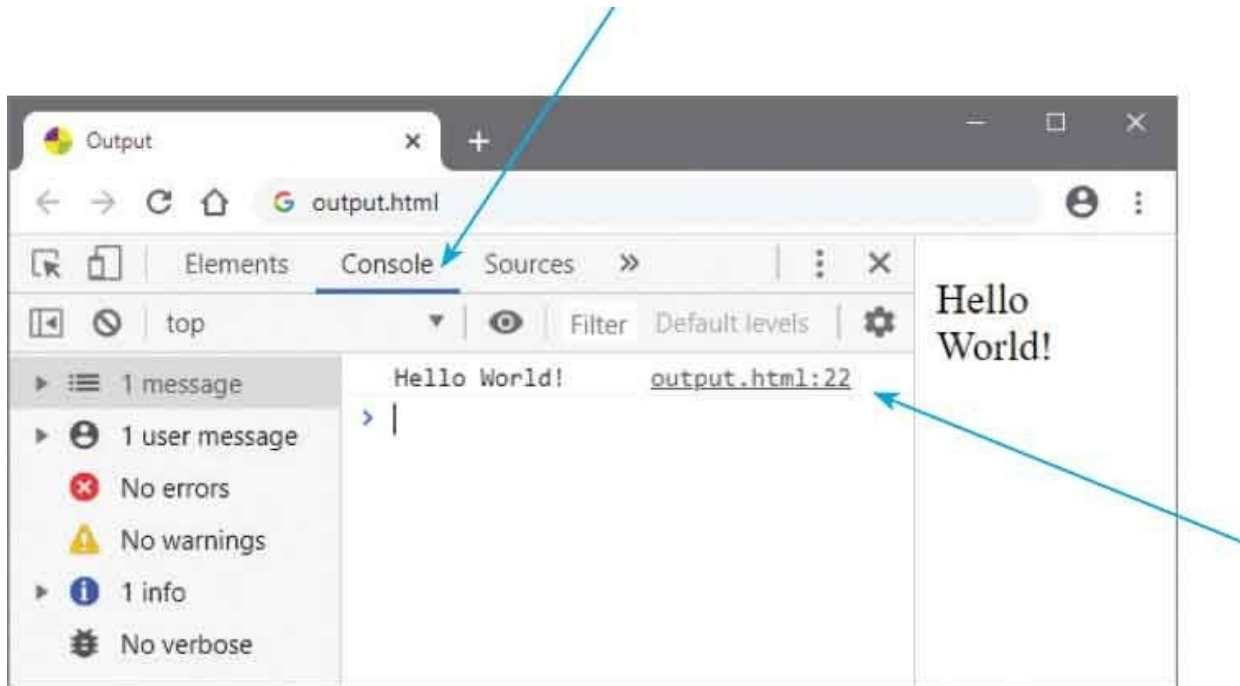 Output
output.html
Elements Console Sources »
top Filter Default levels
1 message
Hello World! output.html:22
>
1 user message
No errors
No warnings
1 info
No verbose
Hello
World!